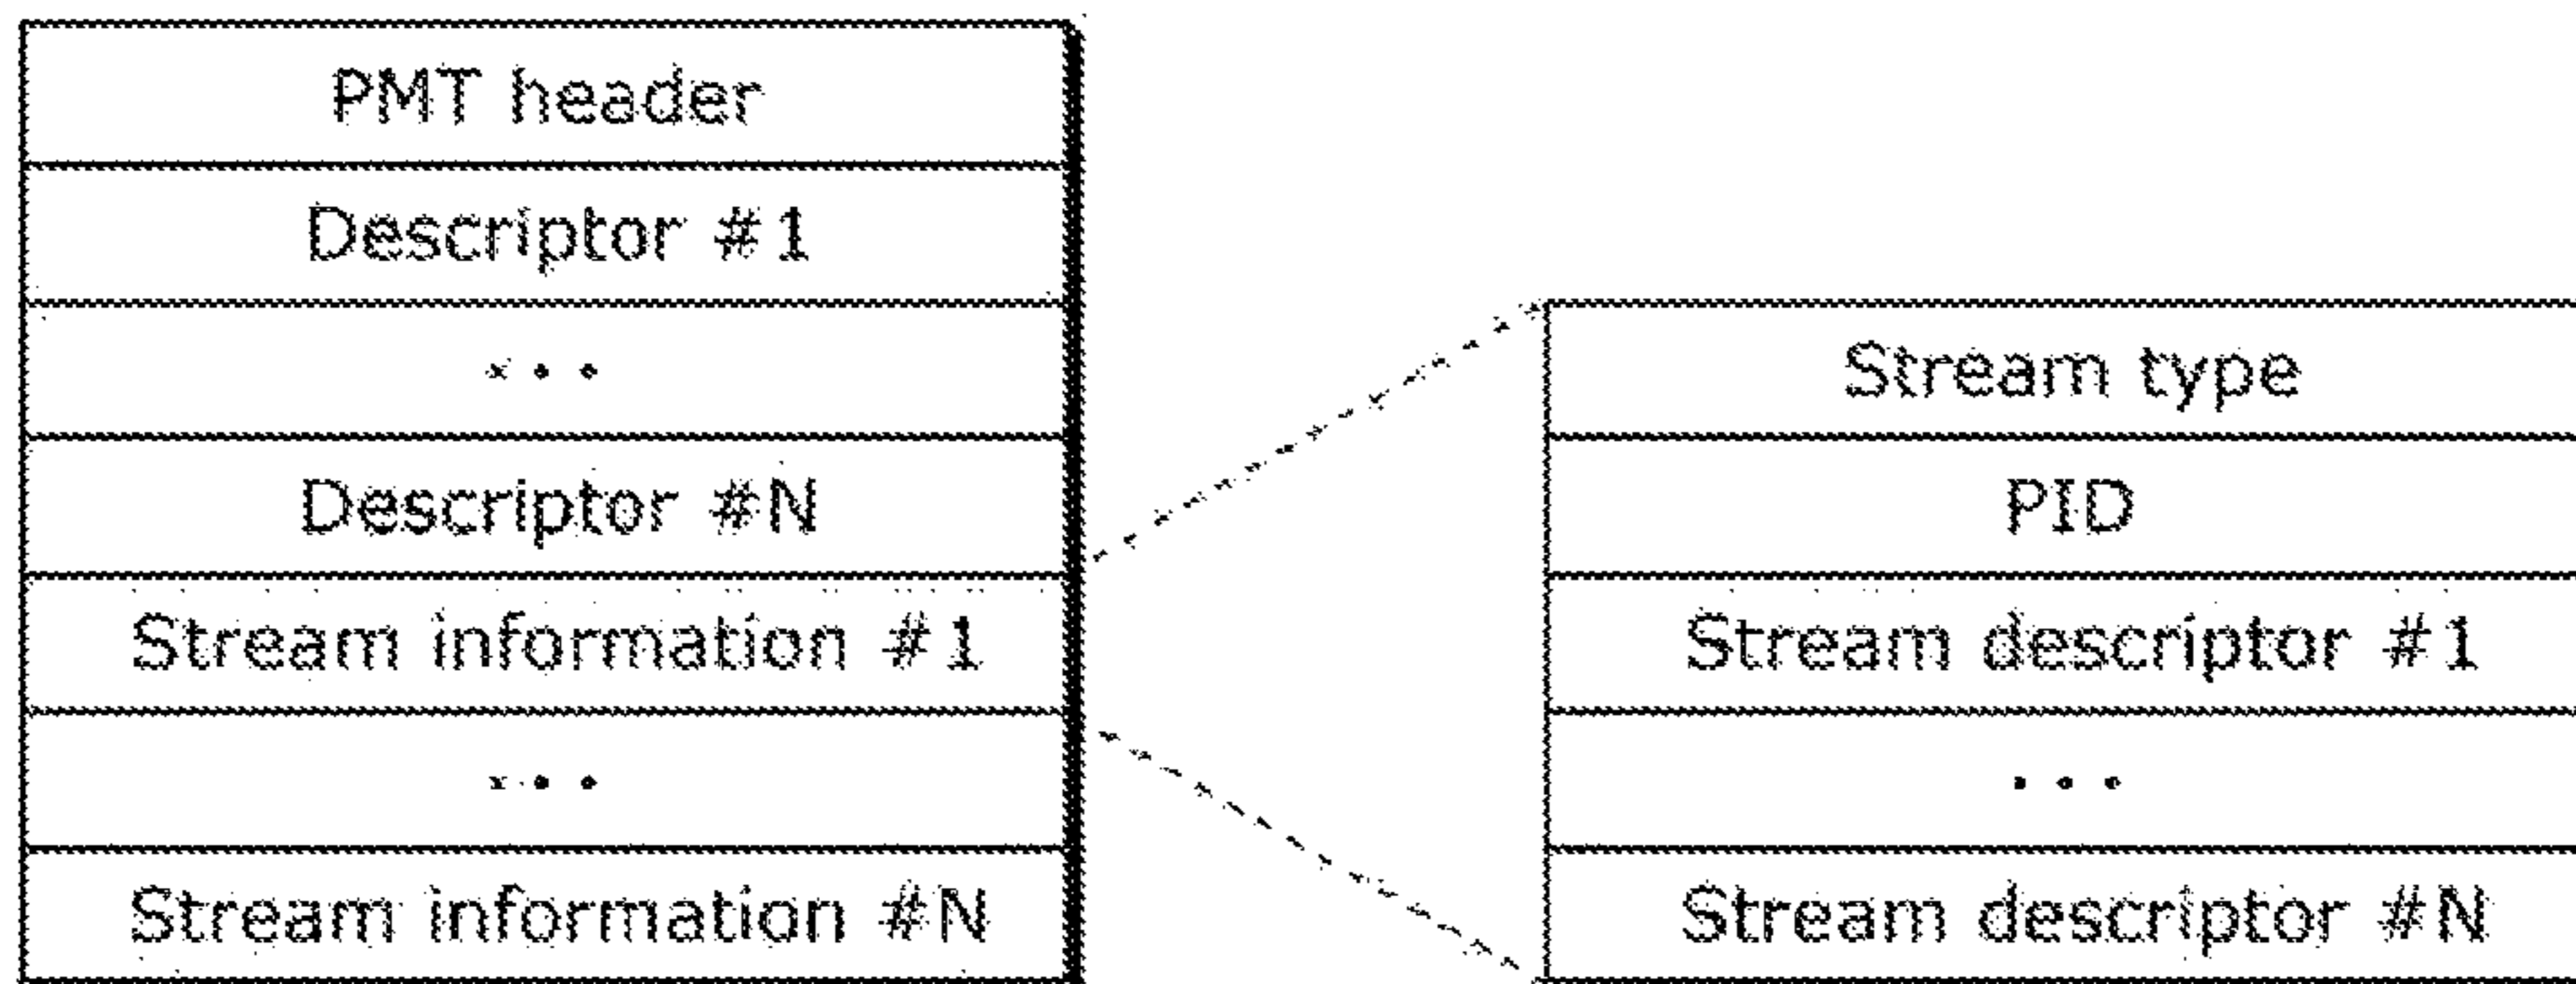 PMT header
Descriptor #1
...
Descriptor #N
Stream information #1
...
Stream information #N
Stream type
PID
Stream descriptor #1
...
Stream descriptor #N